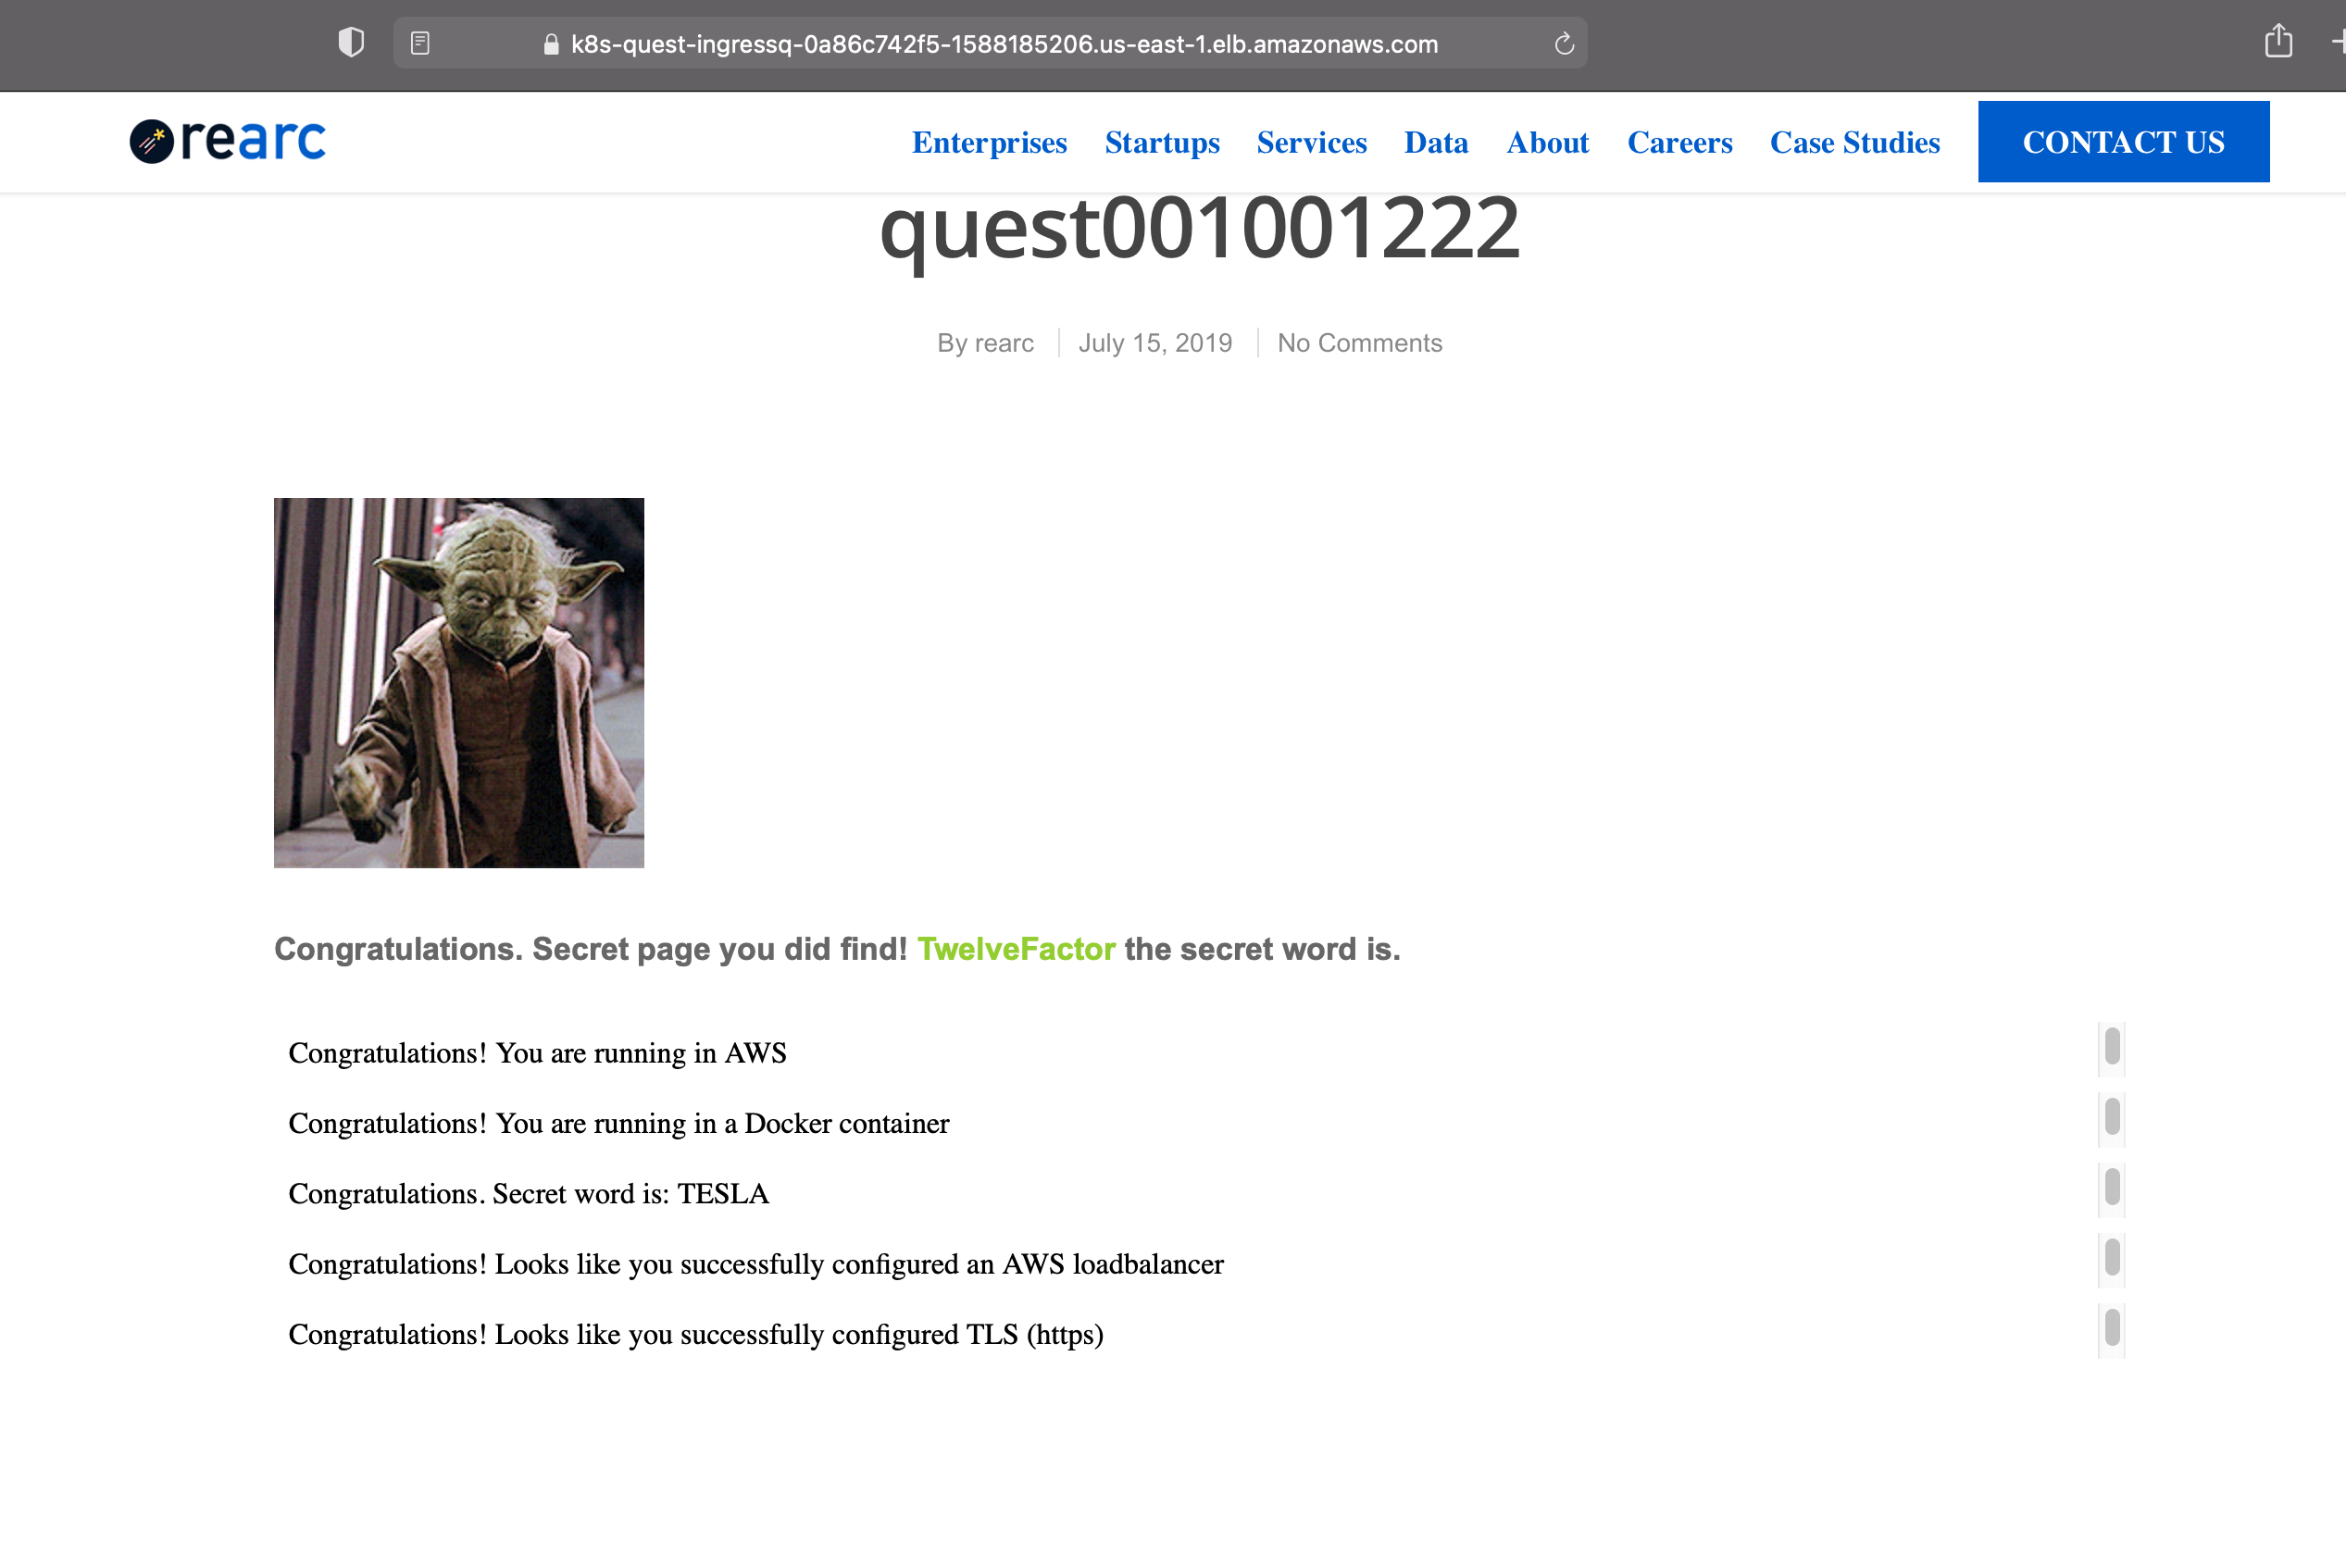 k8s-quest-ingressq-0a86c742f5-1588185206.us-east-1.elb.amazonaws.com
rearc Enterprises Startups Services Data About Careers Case Studies CONTACT US
quest001001222
By rearc July 15, 2019 No Comments
Congratulations. Secret page you did find! TwelveFactor the secret word is.
Congratulations! You are running in AWS
Congratulations! You are running in a Docker container
Congratulations. Secret word is: TESLA
Congratulations! Looks like you successfully configured an AWS loadbalancer
Congratulations! Looks like you successfully configured TLS (https)